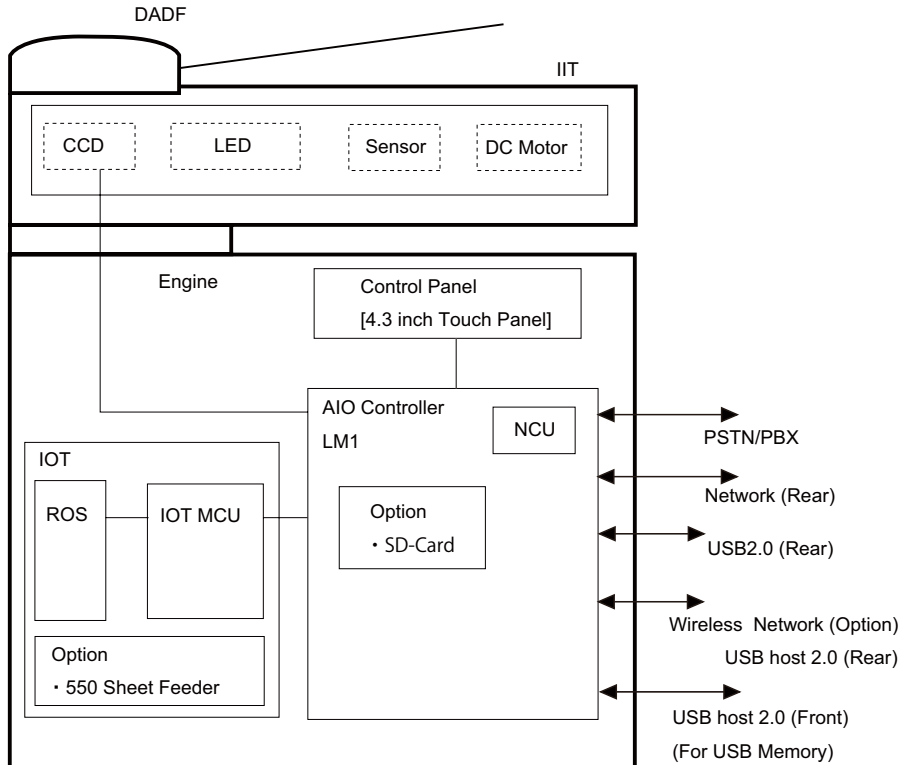 DADF
IIT
CCD
LED
Sensor
DC Motor
Engine
Control Panel
[4.3 inch Touch Panel]
AIO Controller
LM1
NCU
PSTN/PBX
IOT
ROS
IOT MCU
Option
・SD-Card
Network (Rear)
USB2.0 (Rear)
Wireless Network (Option)
USB host 2.0 (Rear)
Option
・550 Sheet Feeder
USB host 2.0 (Front)
(For USB Memory)